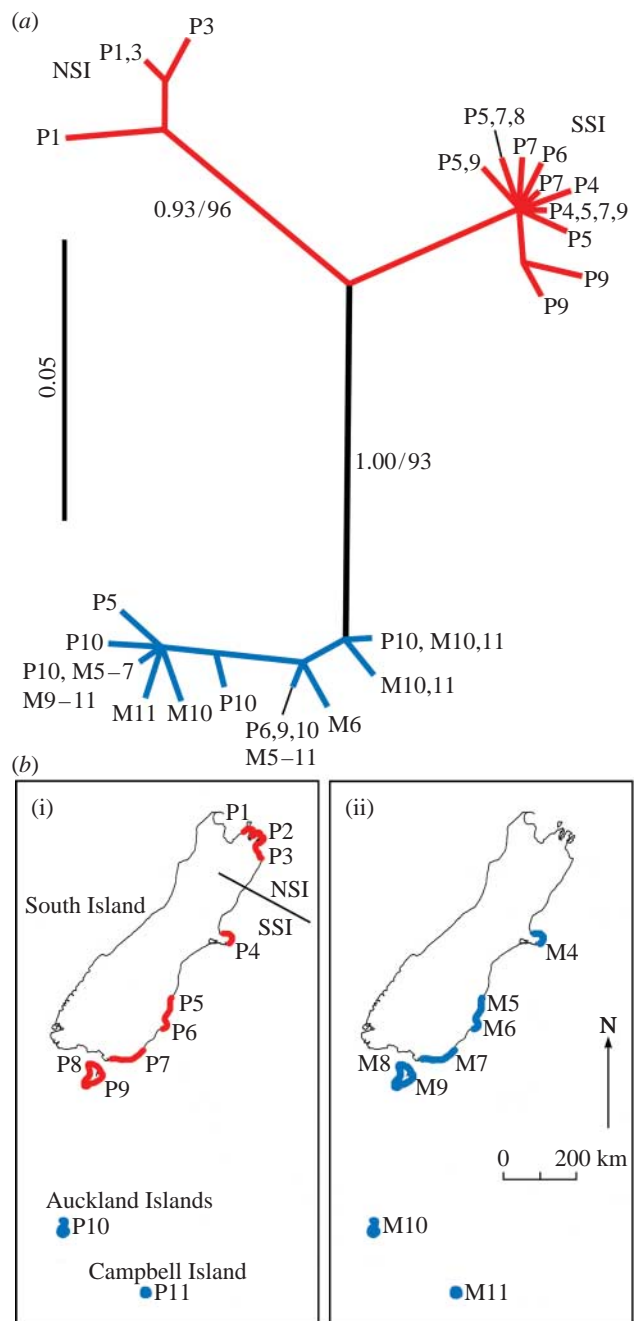 (a)
P3
P1,3
NSI
P1
P5,7,8
SSI
P7
P6
P5,9
P7
P4
P4,5,7,9
P5
P9
P9
0.93/96
0.05
1.00/93
P5
P10
P10, M5–7
M9–11
M11
M10
P10
P6,9,10
M5–11
M6
P10, M10,11
M10,11
(b)
(i)
P1
P2
P3
NSI
SSI
South Island
P4
P5
P6
P7
P8
P9
Auckland Islands
P10
Campbell Island
P11
(ii)
M4
M5
M6
M7
M8
M9
N
0 200 km
M10
M11